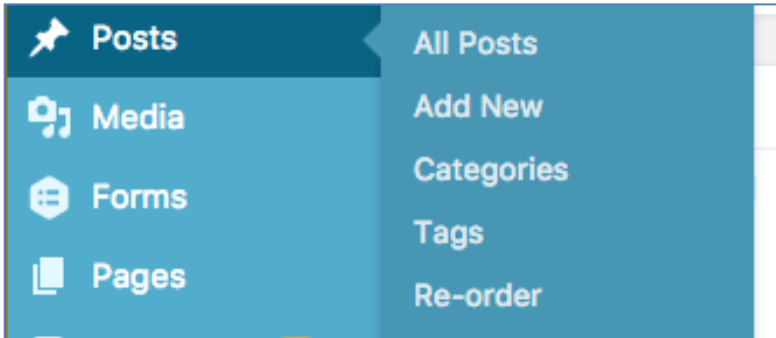 Posts
Media
Forms
Pages
All Posts
Add New
Categories
Tags
Re-order